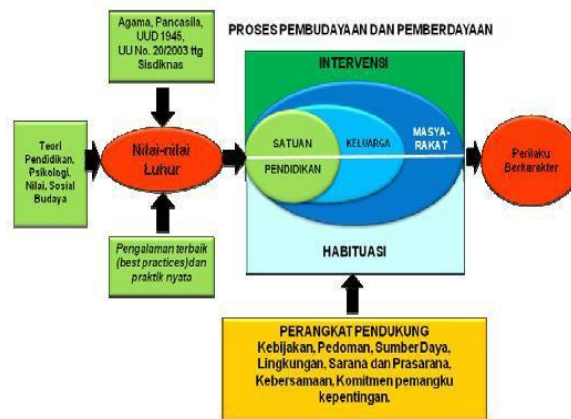 Agama, Pancasila,
UUD 1945,
UU No. 20/2003 ttg
Sisdiknas
PROSES PEMBUDAYAAN DAN PEMBERDAYAAN
INTERVENSI
Teori
Pendidikan,
Psikologi,
Nilai, Sosial
Budaya
Nilai-nilai
Luhur
SATUAN
PENDIDIKAN
KELUARGA
MASYA-
RAKAT
Perilaku
Berkarakter
HABITUASI
Pengalaman terbaik
(best practices)dan
praktik nyata
PERANGKAT PENDUKUNG
Kebijakan, Pedoman, Sumber Daya,
Lingkungan, Sarana dan Prasarana,
Kebersamaan, Komitmen pemangku
kepentingan.